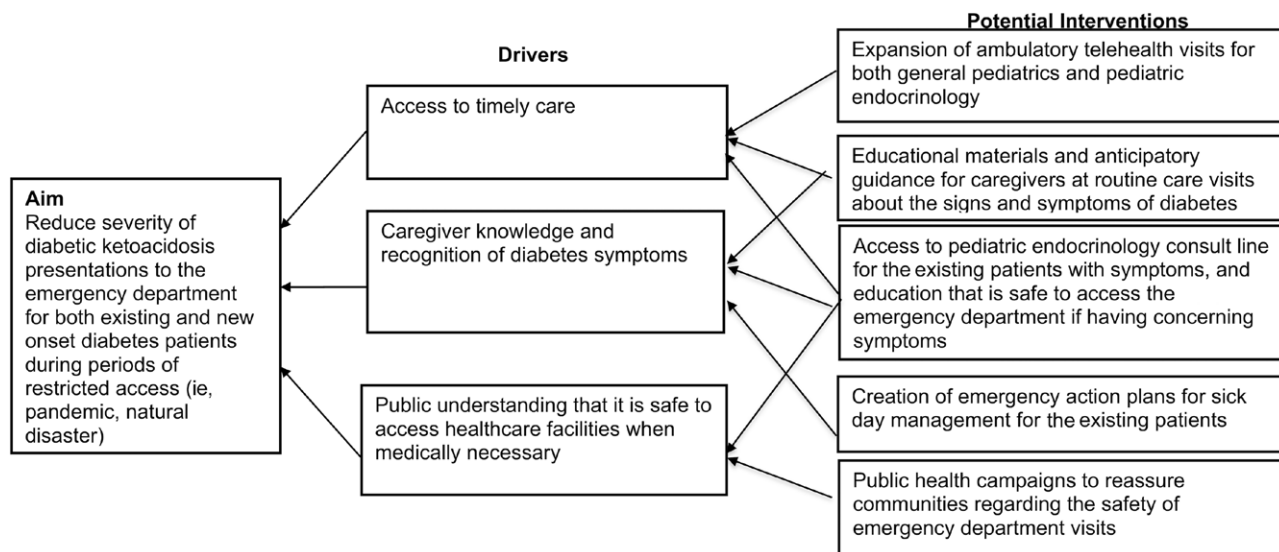 Potential Interventions
Drivers
Aim
Reduce severity of
diabetic ketoacidosis
presentations to the
emergency department
for both existing and new
onset diabetes patients
during periods of
restricted access (ie,
pandemic, natural
disaster)
Access to timely care
Caregiver knowledge and
recognition of diabetes symptoms
Public understanding that it is safe to
access healthcare facilities when
medically necessary
Expansion of ambulatory telehealth visits for
both general pediatrics and pediatric
endocrinology
Educational materials and anticipatory
guidance for caregivers at routine care visits
about the signs and symptoms of diabetes
Access to pediatric endocrinology consult line
for the existing patients with symptoms, and
education that is safe to access the
emergency department if having concerning
symptoms
Creation of emergency action plans for sick
day management for the existing patients
Public health campaigns to reassure
communities regarding the safety of
emergency department visits